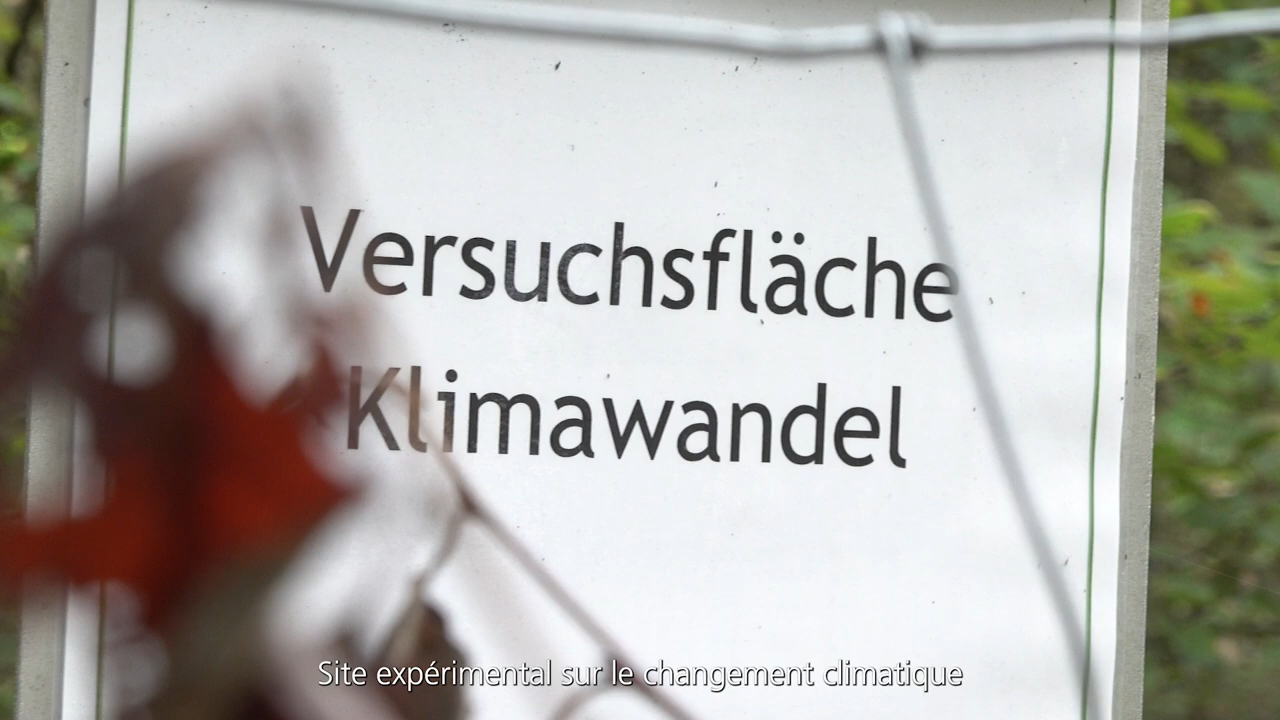 Versuchsfläche
Klimawandel
Site expérimental sur le changement climatique